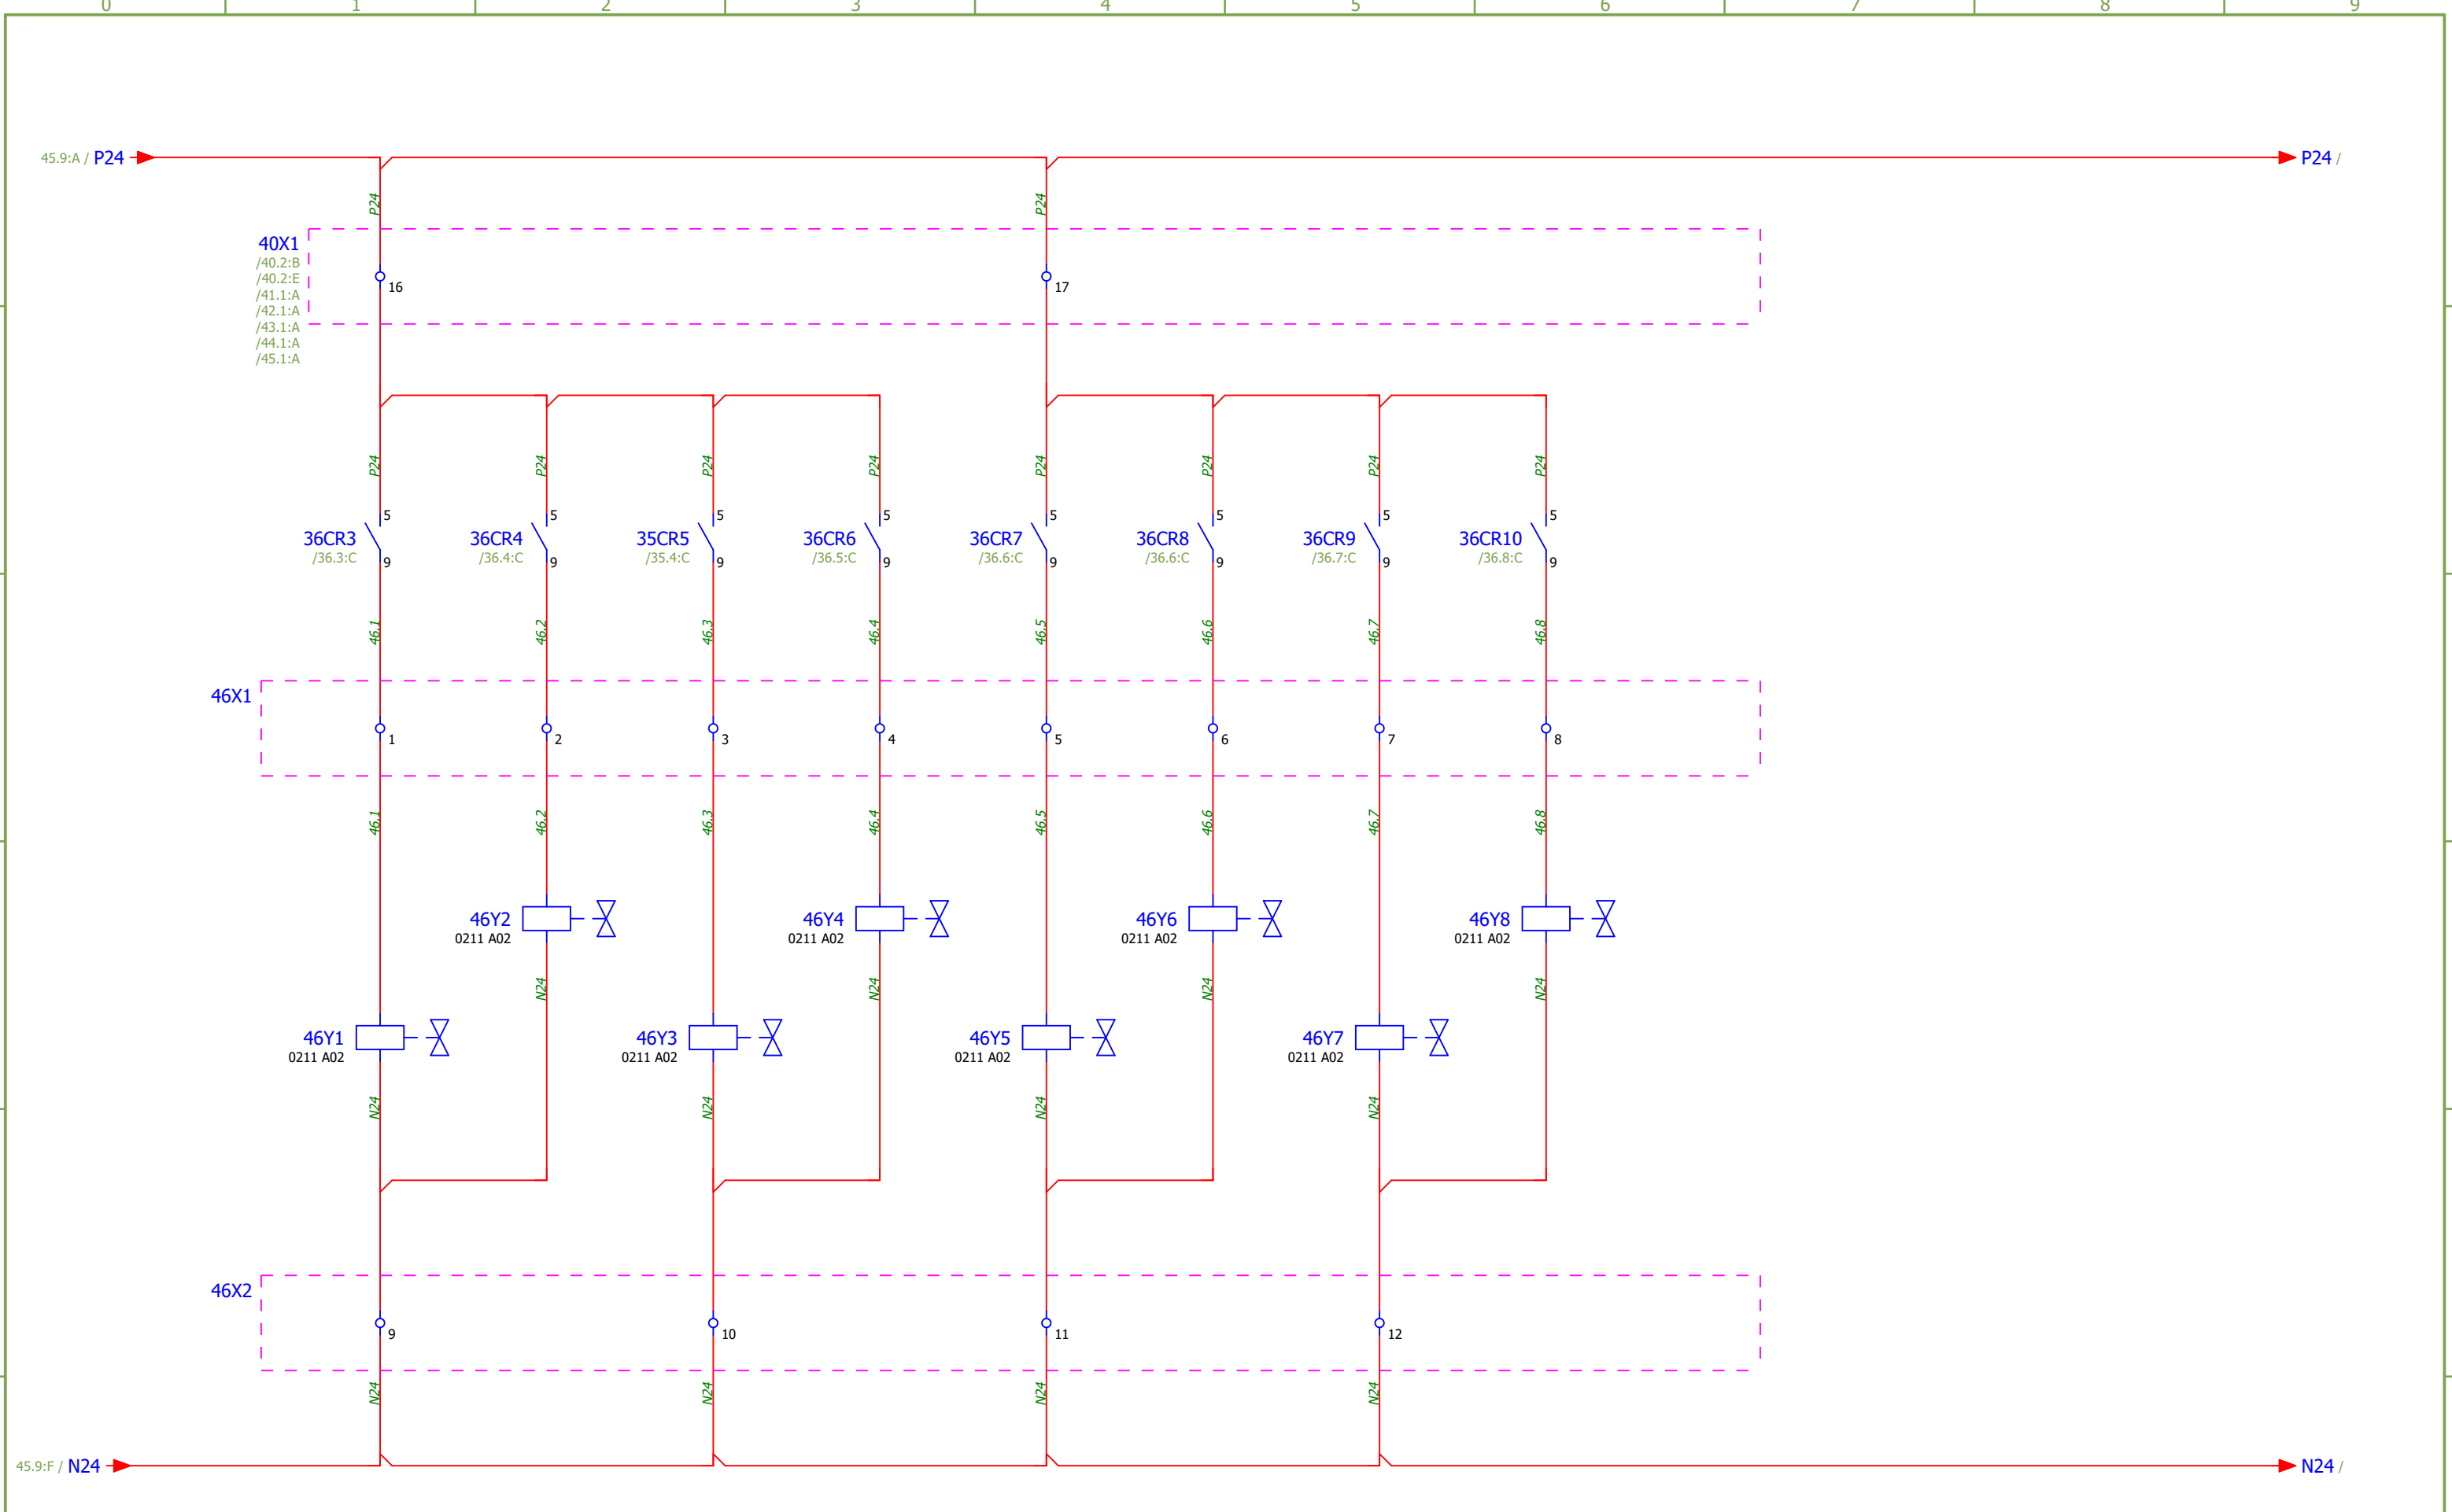 0 1 2 3 4 5 6 7 8 9
45.9:A / P24
P24 /
P24 P24
40X1
/40.2:B
/40.2:E
/41.1:A
/42.1:A
/43.1:A
/44.1:A
/45.1:A
16 17
P24 P24 P24 P24 P24 P24 P24 P24
5 5 5 5 5 5 5 5
36CR3 36CR4 35CR5 36CR6 36CR7 36CR8 36CR9 36CR10
/36.3:C /36.4:C /35.4:C /36.5:C /36.6:C /36.6:C /36.7:C /36.8:C
9 9 9 9 9 9 9 9
46.1 46.2 46.3 46.4 46.5 46.6 46.7 46.8
46X1
1 2 3 4 5 6 7 8
46.1 46.2 46.3 46.4 46.5 46.6 46.7 46.8
46Y2 46Y4 46Y6 46Y8
0211 A02 0211 A02 0211 A02 0211 A02
N24 N24 N24 N24
46Y1 46Y3 46Y5 46Y7
0211 A02 0211 A02 0211 A02 0211 A02
N24 N24 N24 N24
46X2
9 10 11 12
N24 N24 N24 N24
45.9:F / N24
N24 /